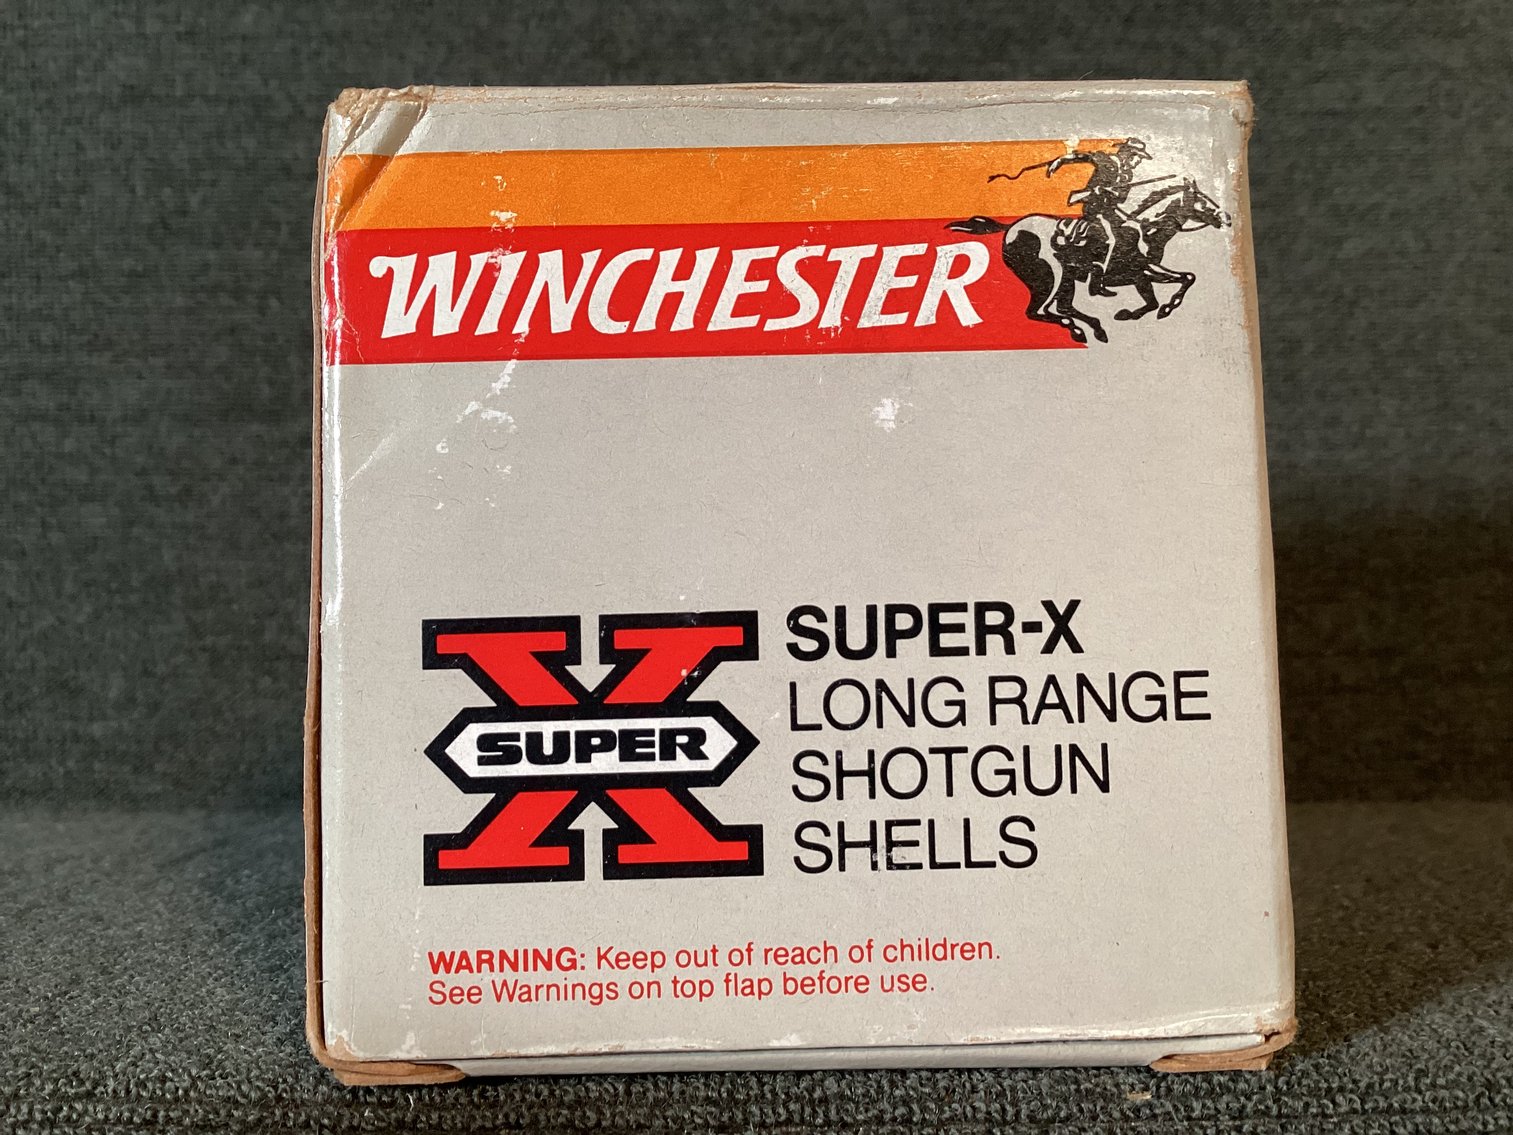 WINCHESTER
SUPER
X
SUPER-X
LONG RANGE
SHOTGUN
SHELLS
WARNING: Keep out of reach of children.
See Warnings on top flap before use.